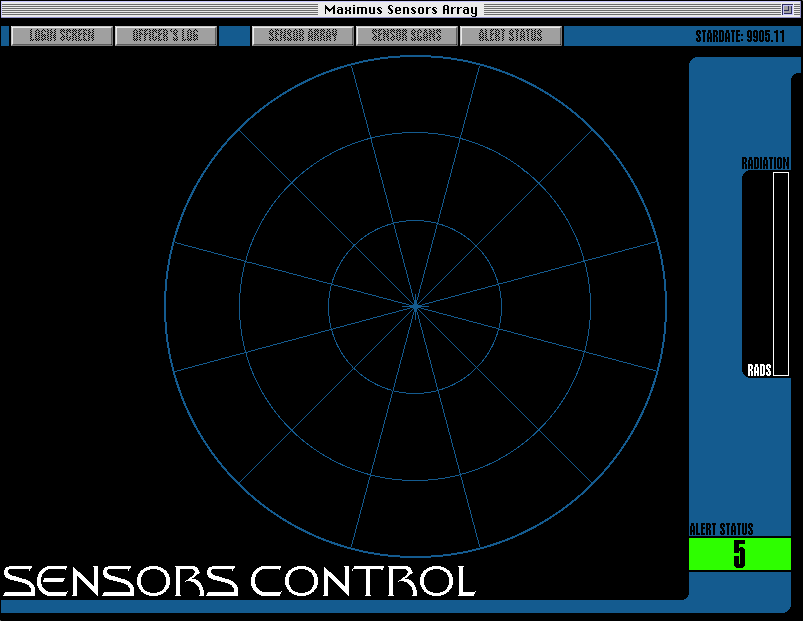 Maximus Sensors Array
LOGIN SCREEN OFFICER'S LOG SENSOR ARRAY SENSOR SCANS ALERT STATUS STARDATE: 9905.11
RADIATION
RADS
ALERT STATUS
5
SENSORS CONTROL